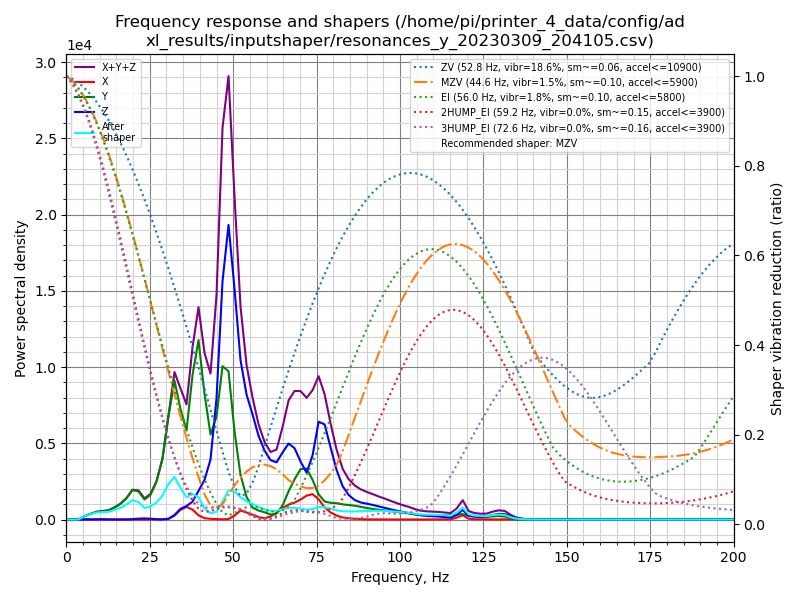 Frequency response and shapers (/home/pi/printer_4_data/config/ad
xl_results/inputshaper/resonances_y_20230309_204105.csv)
1e4
X+Y+Z
X
Y
Z
After
shaper
ZV (52.8 Hz, vibr=18.6%, sm~=0.06, accel<=10900)
MZV (44.6 Hz, vibr=1.5%, sm~=0.10, accel<=5900)
EI (56.0 Hz, vibr=1.8%, sm~=0.10, accel<=5800)
2HUMP_EI (59.2 Hz, vibr=0.0%, sm~=0.15, accel<=3900)
3HUMP_EI (72.6 Hz, vibr=0.0%, sm~=0.16, accel<=3900)
Recommended shaper: MZV
Power spectral density
3.0
2.5
2.0
1.5
1.0
0.5
0.0
1.0
0.8
0.6
0.4
0.2
0.0
Shaper vibration reduction (ratio)
0 25 50 75 100 125 150 175 200
Frequency, Hz